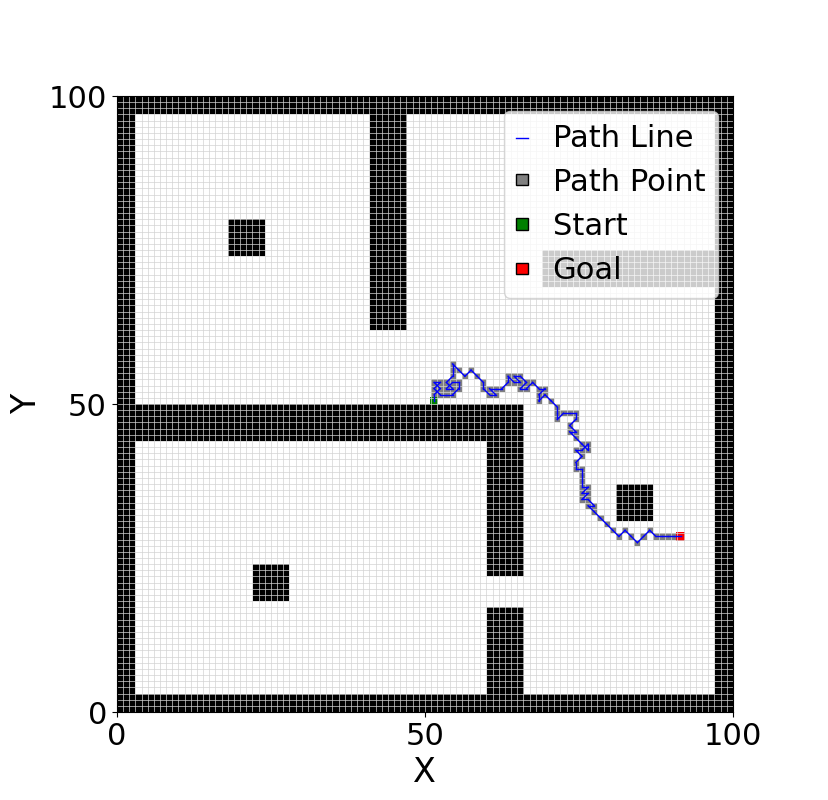 100
Path Line
Path Point
Start
Goal
Y
50
0
0 50 100
X